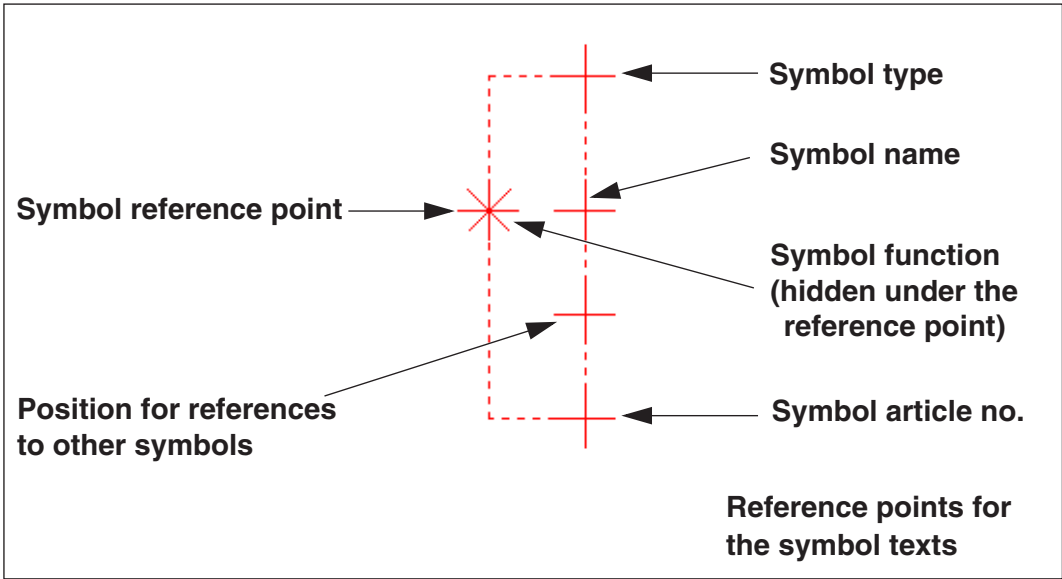 Symbol type
Symbol name
Symbol reference point
Symbol function
(hidden under the
reference point)
Position for references
to other symbols
Symbol article no.
Reference points for
the symbol texts